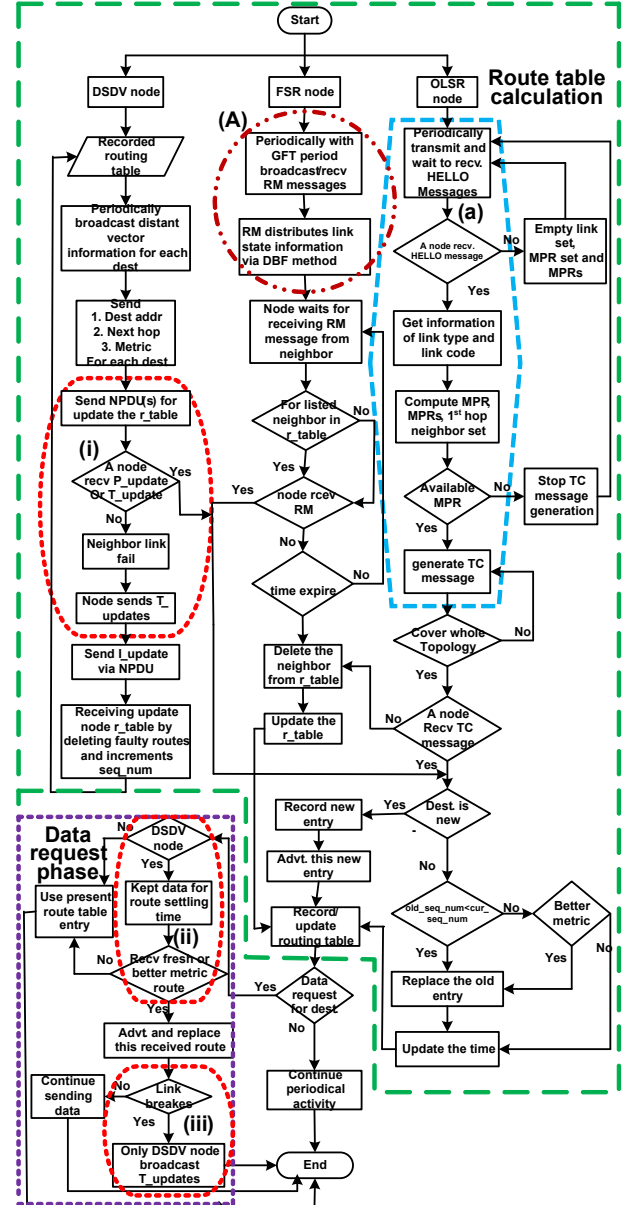 Start
DSDV node
FSR node
OLSR
node
Route table
calculation
(A)
Recorded
routing
table
Periodically with
GFT period
broadcast/recv
RM messages
Periodically
transmit and
wait to recv.
HELLO
Messages
(a)
Periodically
broadcast distant
vector
information for each
dest
RM distributes link
state information
via DBF method
A node recv.
HELLO message
No
Empty link
set,
MPR set and
MPRs
Yes
Send
1. Dest addr
2. Next hop
3. Metric
For each dest
Node waits for
receiving RM
message from
neighbor
Get information
of link type and
link code
Send NPDU(s) for
update the r_table
For listed
neighbor in
r_table
No
Compute MPR,
MPRs, 1st hop
neighbor set
(i)
A node
recv P_update
Or T_update
Yes
Yes
Yes
node rcev
RM
Available
MPR
No
Stop TC
message
generation
No
Neighbor link
fail
No
Yes
time expire
No
generate TC
message
Node sends T_
updates
Cover whole
Topology
No
Send I_update
via NPDU
Delete the
neighbor
from r_table
Yes
Receiving update
node r_table by
deleting faulty routes
and increments
seq_num
Update the
r_table
No
A node
Recv TC
message
Yes
Record new
entry
Yes
Dest. is
new
-
Data
request
phase
No
DSDV
node
Yes
Advt. this new
entry
No
Kept data for
route settling
time
Use present
route table
entry
(ii)
Record/
update
routing table
old_seq_num<cur_
seq_num
No
Better
metric
No
Recv fresh or
better metric
route
Yes
Data
request for
dest.
Yes
Yes
No
Replace the old
entry
Yes
No
Advt. and replace
this received route
Update the time
Continue
sending
data
No
Link
breakes
Yes
(iii)
Continue
periodical
activity
Only DSDV node
broadcast
T_updates
End